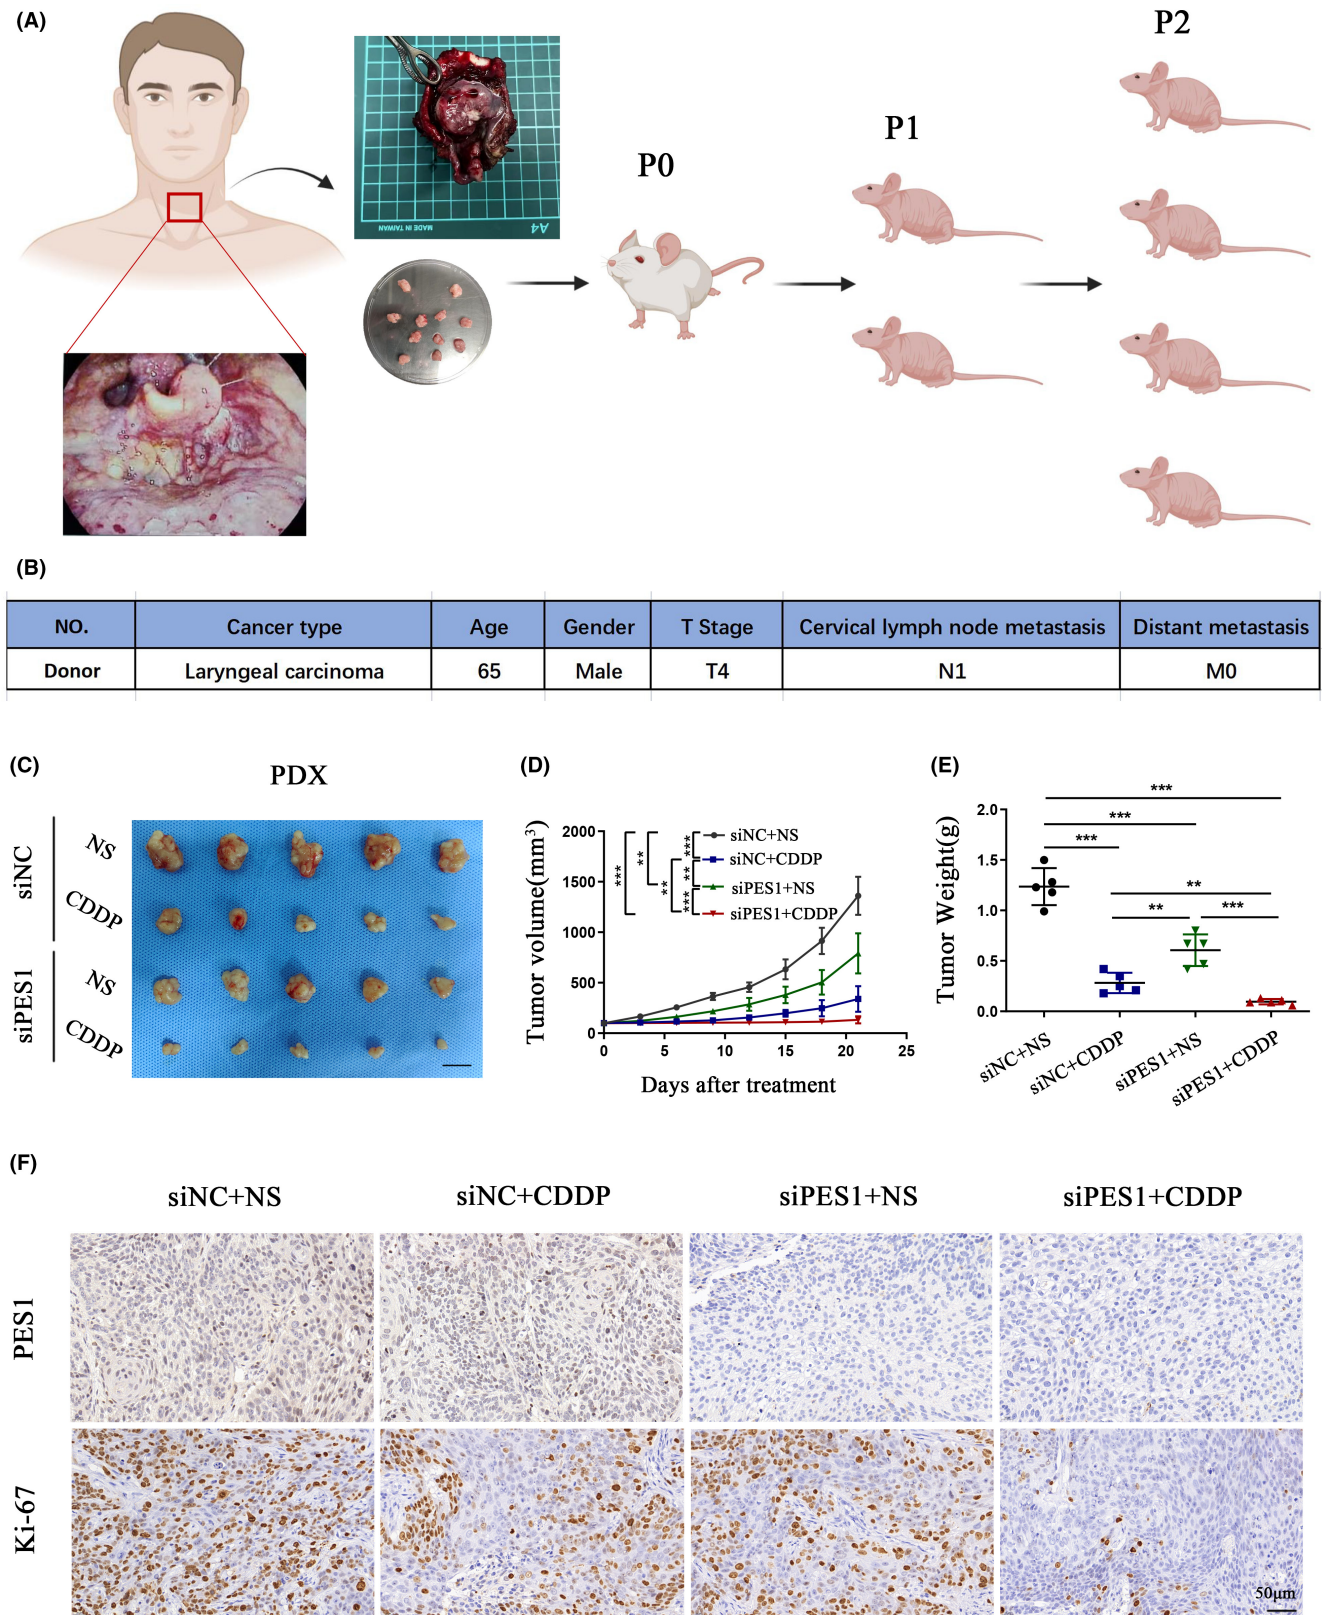 (A)
P2
P1
P0
MADE IN TAIWAN
A4
(B)
NO. Cancer type Age Gender T Stage Cervical lymph node metastasis Distant metastasis
Donor Laryngeal carcinoma 65 Male T4 N1 M0
(C)
PDX
siNC
NS
CDDP
siPES1
NS
CDDP
(D)
Tumor volume(mm³)
2000
1500
1000
500
0
0 5 10 15 20 25
Days after treatment
siNC+NS
siNC+CDDP
siPES1+NS
siPES1+CDDP
***
**
**
***
**
***
(E)
Tumor Weight(g)
2.0
1.5
1.0
0.5
0.0
***
***
***
**
**
***
siNC+NS
siNC+CDDP
siPES1+NS
siPES1+CDDP
(F)
siNC+NS siNC+CDDP siPES1+NS siPES1+CDDP
PES1
Ki-67
50μm